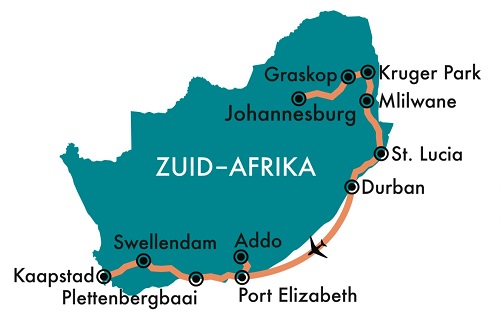 Graskop
Kruger Park
Johannesburg
Mlilwane
St. Lucia
ZUID-AFRIKA
Durban
Swellendam
Addo
Kaapstad
Plettenbergbaai
Port Elizabeth